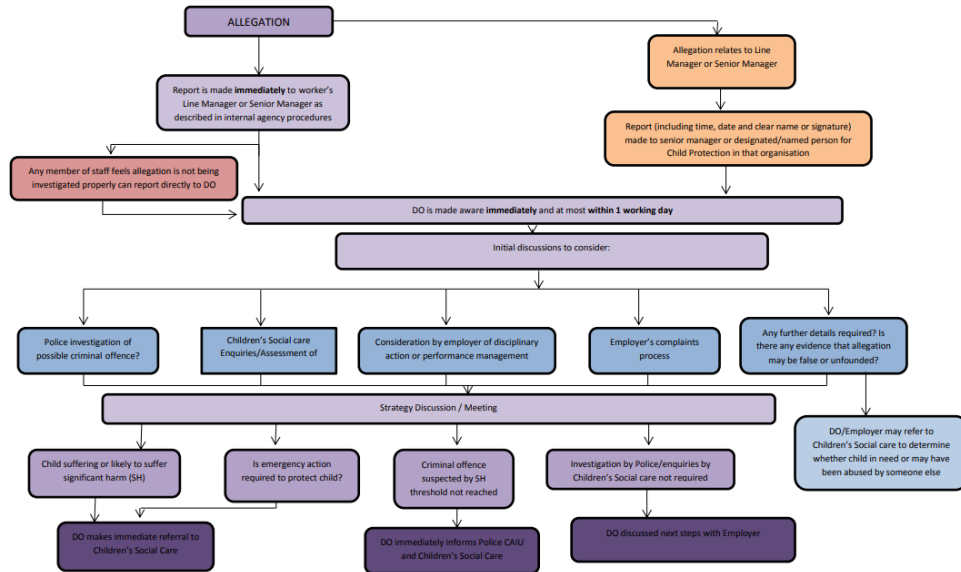 ALLEGATION
Allegation relates to Line
Manager or Senior Manager
Report is made immediately to worker's
Line Manager or Senior Manager as
described in internal agency procedures
Report (including time, date and clear name or signature)
made to senior manager or designated/named person for
Child Protection in that organisation
Any member of staff feels allegation is not being
investigated properly can report directly to DO
DO is made aware immediately and at most within 1 working day
Initial discussions to consider:
Police investigation of
possible criminal offence?
Children's Social care
Enquiries/Assessment of
Consideration by employer of disciplinary
action or performance management
Employer's complaints
process
Any further details required? Is
there any evidence that allegation
may be false or unfounded?
Strategy Discussion / Meeting
DO/Employer may refer to
Children's Social care to determine
whether child in need or may have
been abused by someone else
Child suffering or likely to suffer
significant harm (SH)
Is emergency action
required to protect child?
Criminal offence
suspected by SH
threshold not reached
Investigation by Police/enquiries by
Children's Social care not required
DO makes immediate referral to
Children's Social Care
DO immediately informs Police CAIU
and Children's Social Care
DO discussed next steps with Employer